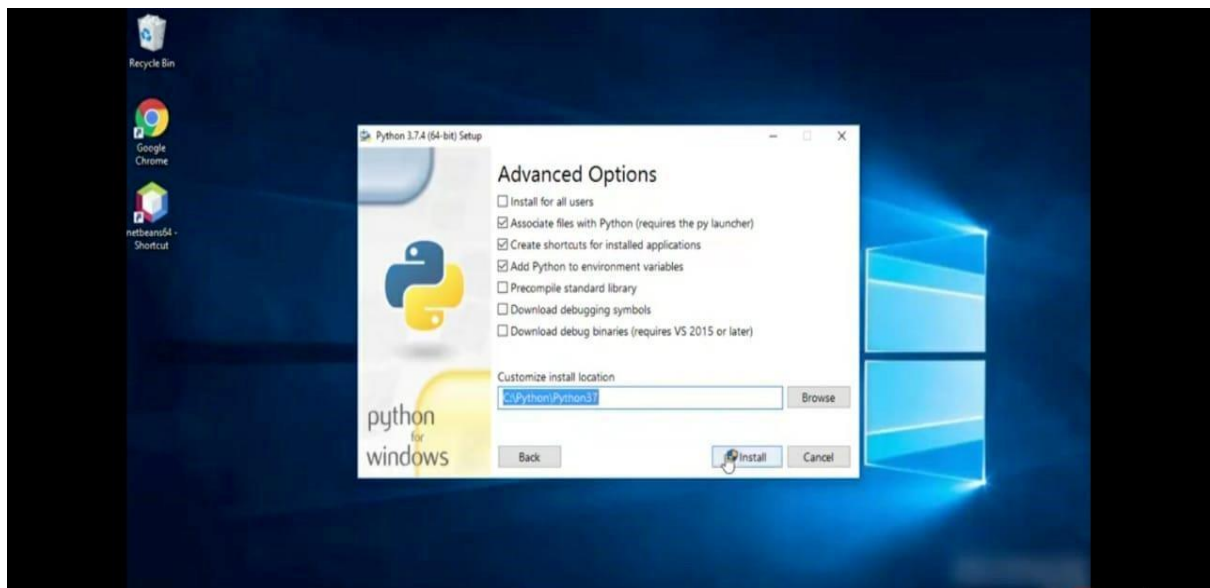 Recycle Bin
Google
Chrome
netbeans64 -
Shortcut
Python 3.7.4 (64-bit) Setup
Advanced Options
Install for all users
Associate files with Python (requires the py launcher)
Create shortcuts for installed applications
Add Python to environment variables
Precompile standard library
Download debugging symbols
Download debug binaries (requires VS 2015 or later)
Customize install location
C:\Python\Python37
Browse
python
for
windows
Back
Install
Cancel